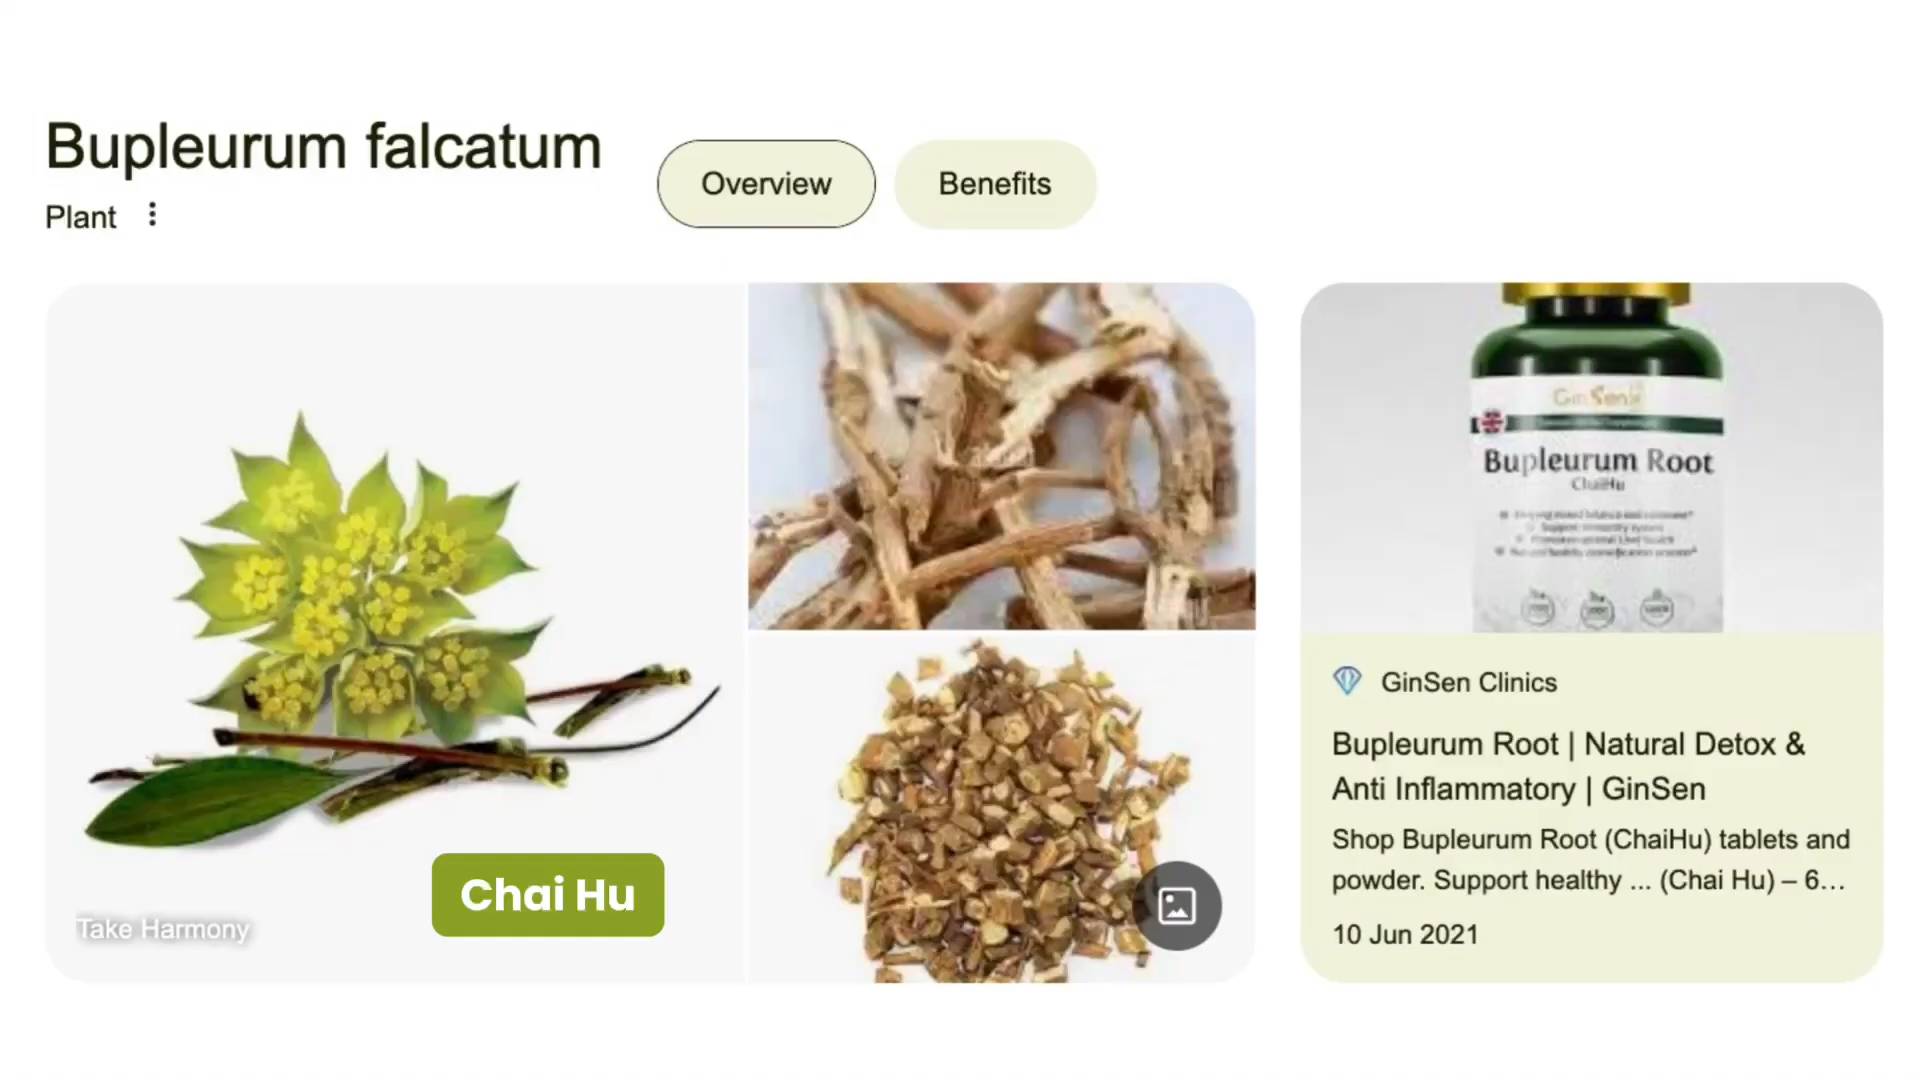 Bupleurum falcatum
Plant
Overview
Benefits
Take Harmony
Chai Hu
GinSen
Bupleurum Root
ChaiHu
GinSen Clinics
Bupleurum Root | Natural Detox &
Anti Inflammatory | GinSen
Shop Bupleurum Root (ChaiHu) tablets and
powder. Support healthy ... (Chai Hu) – 6...
10 Jun 2021